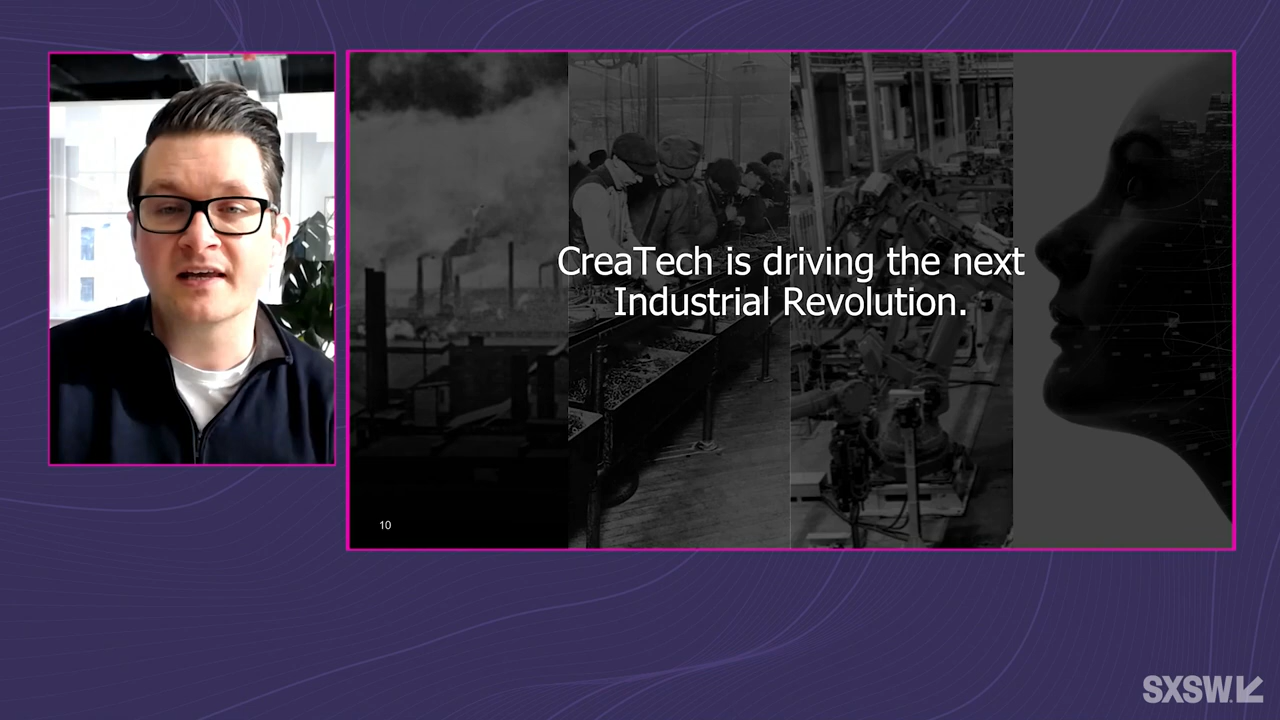 CreaTech is driving the next
Industrial Revolution.
10
SXSW.